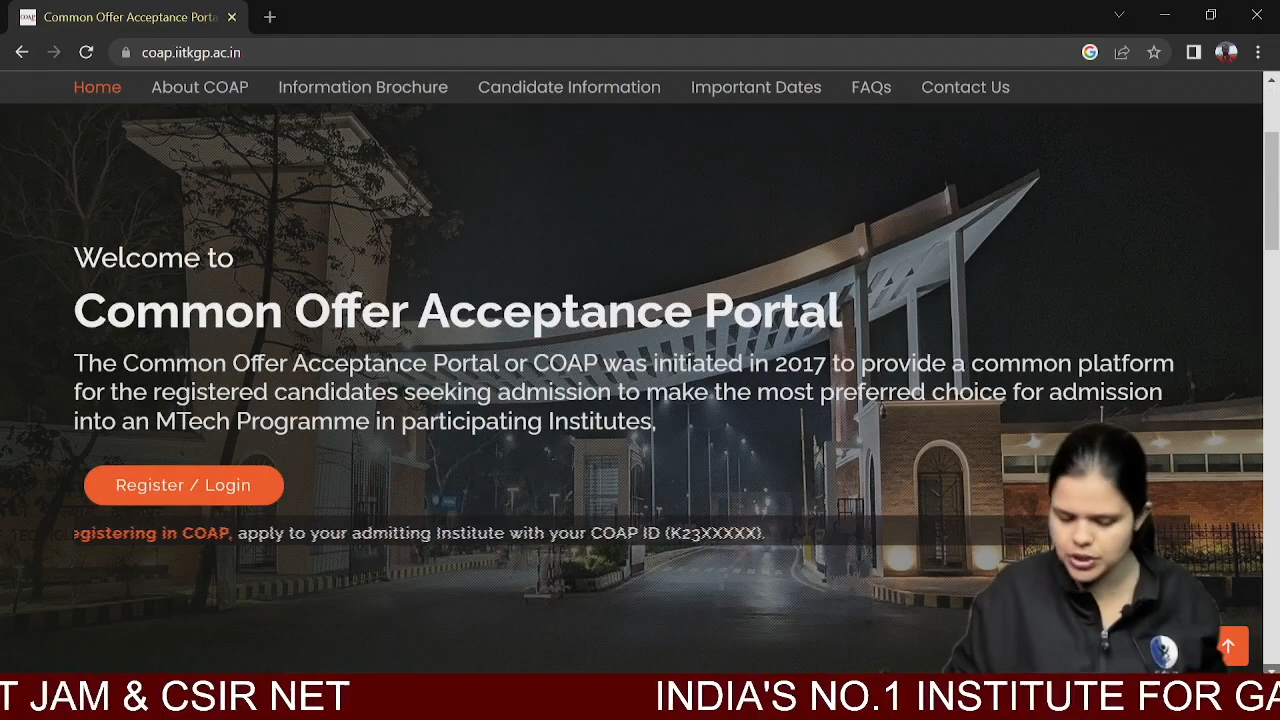 Common Offer Acceptance Porta
coap.iitkgp.ac.in
Home About COAP Information Brochure Candidate Information Important Dates FAQs Contact Us
Welcome to
Common Offer Acceptance Portal
The Common Offer Acceptance Portal or COAP was initiated in 2017 to provide a common platform
for the registered candidates seeking admission to make the most preferred choice for admission
into an MTech Programme in participating Institutes,
Register / Login
egistering in COAP, apply to your admitting Institute with your COAP ID (K23XXXXX).
T JAM & CSIR NET INDIA'S NO.1 INSTITUTE FOR GA